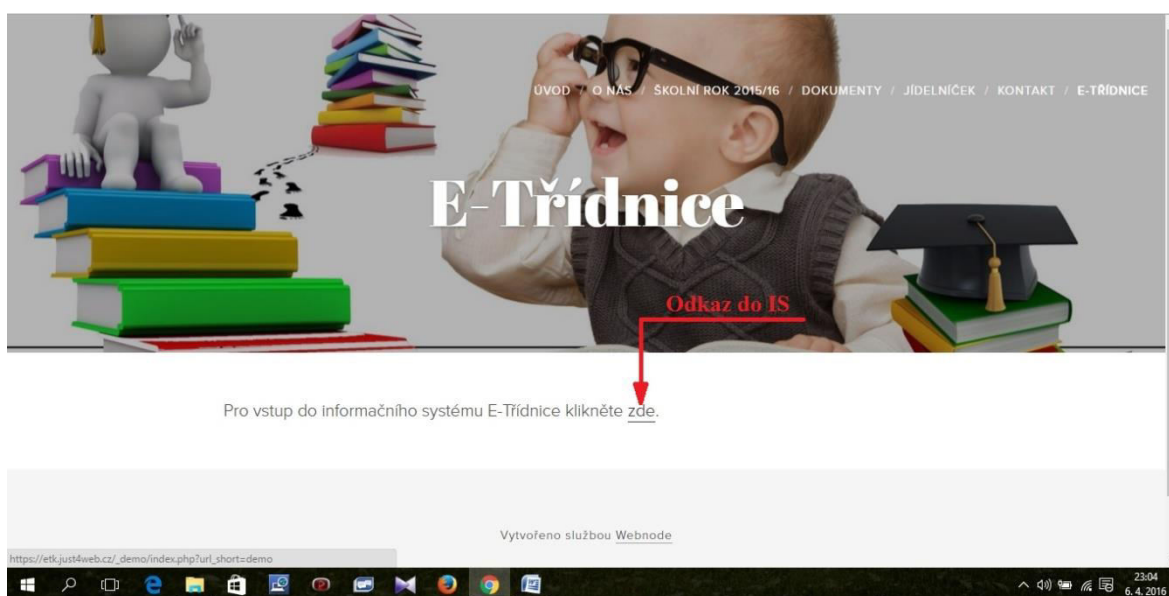 ÚVOD / O NÁS / ŠKOLNÍ ROK 2015/16 / DOKUMENTY / JÍDELNÍČEK / KONTAKT / E-TŘÍDNICE
E-Třídnice
Odkaz do IS
Pro vstup do informačního systému E-Třídnice klikněte zde.
Vytvořeno službou Webnode
https://etk.just4web.cz/_demo/index.php?url_short=demo
23:04
6. 4. 2016